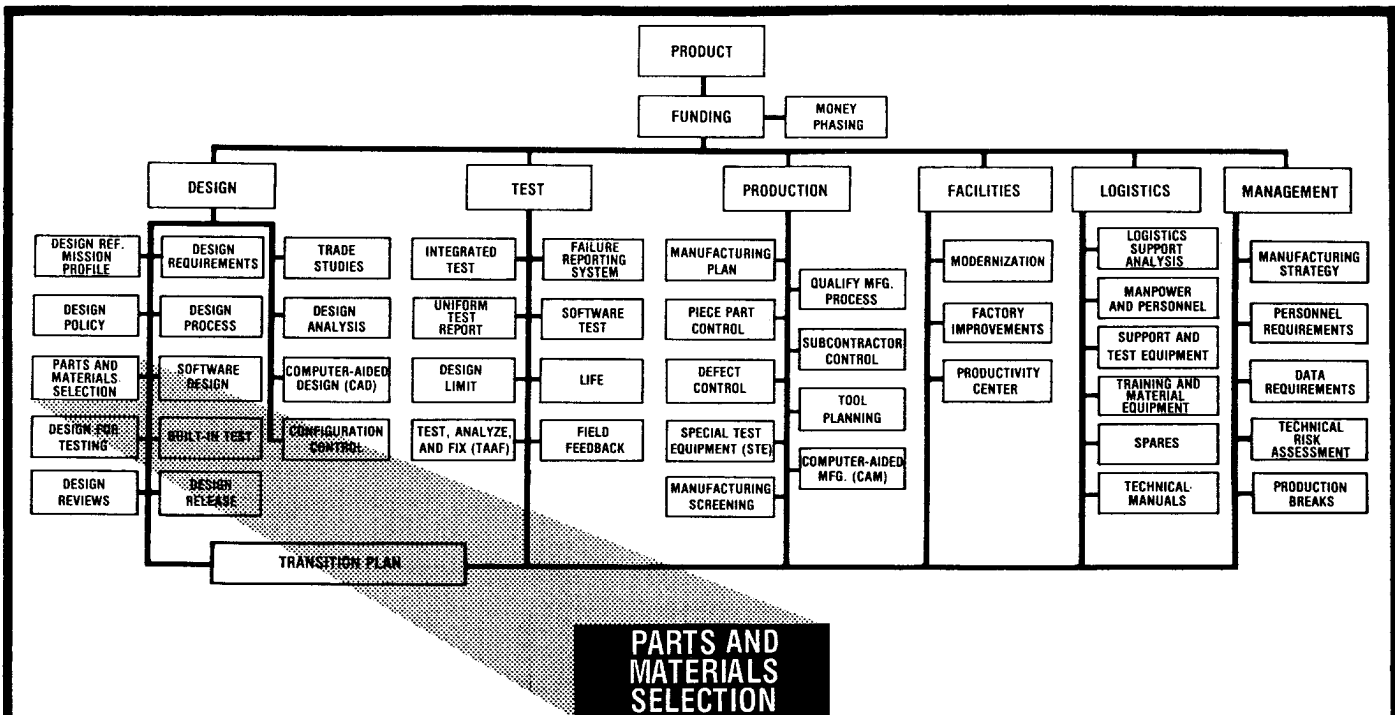 PRODUCT
FUNDING
MONEY
PHASING
DESIGN
TEST
PRODUCTION
FACILITIES
LOGISTICS
MANAGEMENT
DESIGN REF.
MISSION
PROFILE
DESIGN
POLICY
PARTS AND
MATERIALS
SELECTION
DESIGN FOR
TESTING
DESIGN
REVIEWS
DESIGN
REQUIREMENTS
DESIGN
PROCESS
SOFTWARE
DESIGN
BUILT-IN TEST
DESIGN
RELEASE
TRADE
STUDIES
DESIGN
ANALYSIS
COMPUTER-AIDED
DESIGN (CAD)
CONFIGURATION
CONTROL
INTEGRATED
TEST
UNIFORM
TEST
REPORT
DESIGN
LIMIT
TEST, ANALYZE,
AND FIX (TAAF)
FAILURE
REPORTING
SYSTEM
SOFTWARE
TEST
LIFE
FIELD
FEEDBACK
MANUFACTURING
PLAN
PIECE PART
CONTROL
DEFECT
CONTROL
SPECIAL TEST
EQUIPMENT (STE)
MANUFACTURING
SCREENING
QUALIFY MFG.
PROCESS
SUBCONTRACTOR
CONTROL
TOOL
PLANNING
COMPUTER-AIDED
MFG. (CAM)
MODERNIZATION
FACTORY
IMPROVEMENTS
PRODUCTIVITY
CENTER
LOGISTICS
SUPPORT
ANALYSIS
MANPOWER
AND PERSONNEL
SUPPORT AND
TEST EQUIPMENT
TRAINING AND
MATERIAL
EQUIPMENT
SPARES
TECHNICAL
MANUALS
MANUFACTURING
STRATEGY
PERSONNEL
REQUIREMENTS
DATA
REQUIREMENTS
TECHNICAL
RISK
ASSESSMENT
PRODUCTION
BREAKS
TRANSITION PLAN
PARTS AND
MATERIALS
SELECTION